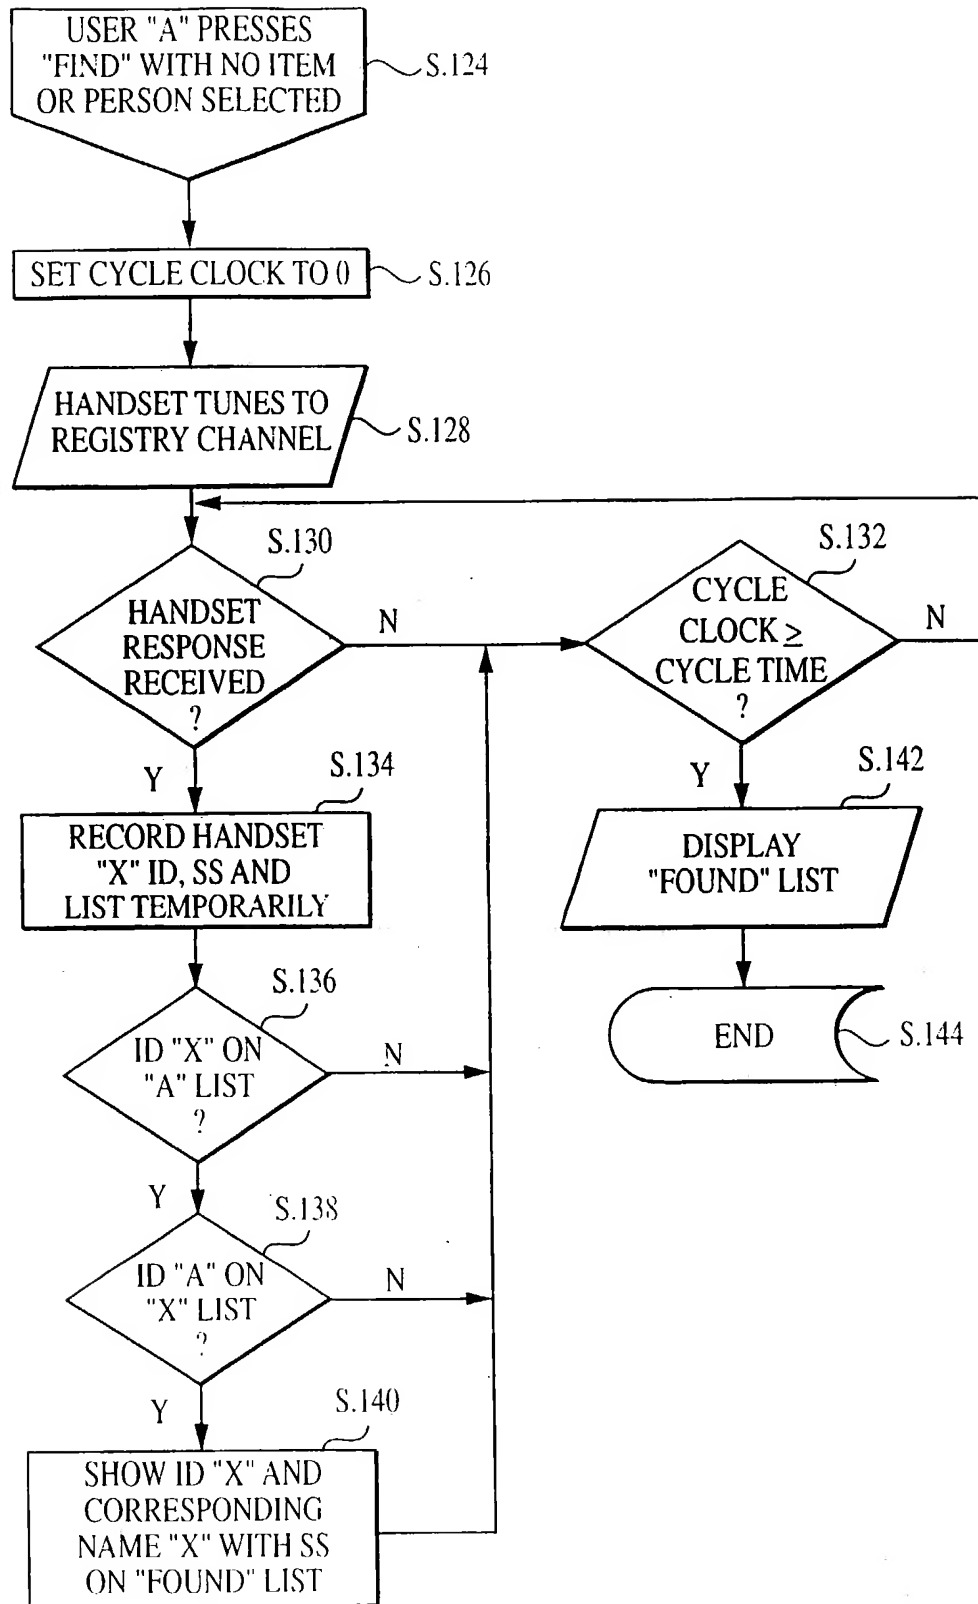 USER "A" PRESSES
"FIND" WITH NO ITEM
OR PERSON SELECTED
S.124
SET CYCLE CLOCK TO 0
S.126
HANDSET TUNES TO
REGISTRY CHANNEL
S.128
S.130
HANDSET
RESPONSE
RECEIVED
?
N
Y
S.132
CYCLE
CLOCK ≥
CYCLE TIME
?
N
Y
S.134
RECORD HANDSET
"X" ID, SS AND
LIST TEMPORARILY
S.142
DISPLAY
"FOUND" LIST
S.136
ID "X" ON
"A" LIST
?
N
Y
END
S.144
S.138
ID "A" ON
"X" LIST
?
N
Y
S.140
SHOW ID "X" AND
CORRESPONDING
NAME "X" WITH SS
ON "FOUND" LIST